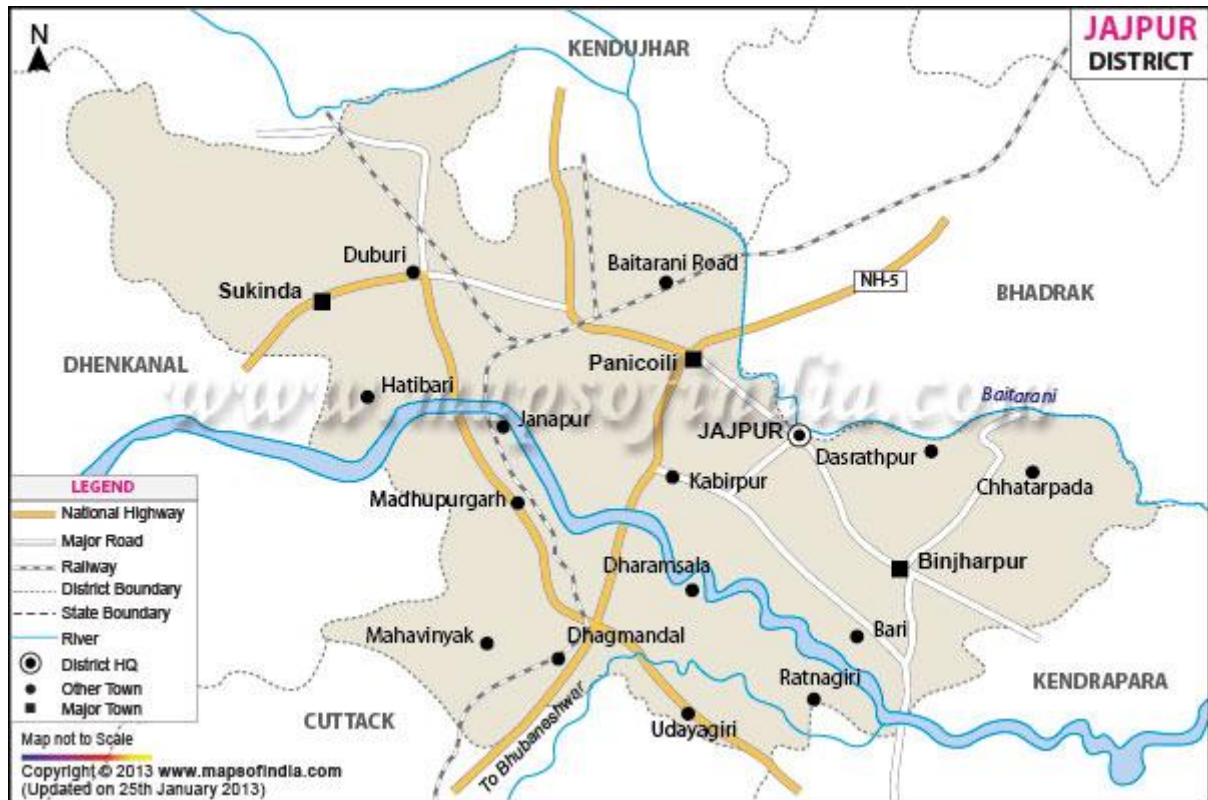 N
KENDUJHAR
JAJPUR
DISTRICT
Duburi
Baitarani Road
Sukinda
NH-5
BHADRAK
DHENKANAL
Panicoili
www.mapsofindia.com
Hatibari
Baitarani
Janapur
JAJPUR
Dasrathpur
Kabirpur
Chhatarpada
Madhupurgarh
Dharamsala
Binjharpur
Mahavinyak
Dhagmandal
Bari
Ratnagiri
KENDRAPARA
CUTTACK
Udayagiri
To Bhubaneshwar
LEGEND
National Highway
Major Road
Railway
District Boundary
State Boundary
River
District HQ
Other Town
Major Town
Map not to Scale
Copyright © 2013 www.mapsofindia.com
(Updated on 25th January 2013)